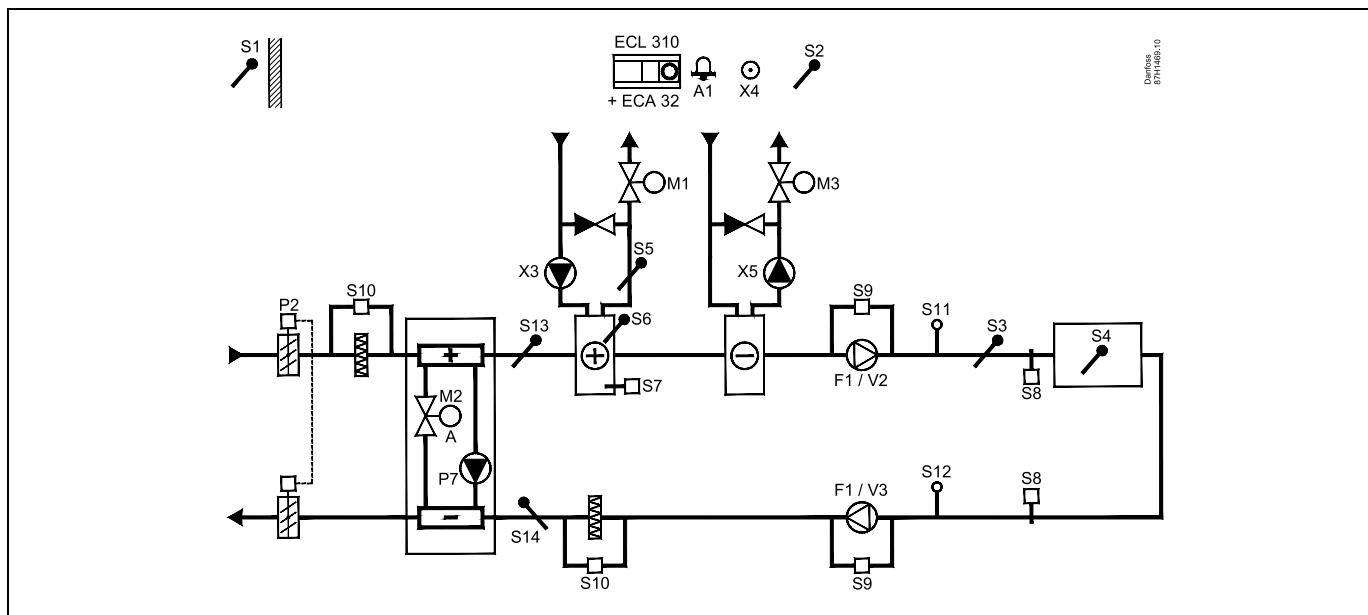 S1
ECL 310
+ ECA 32
A1
X4
S2
Danfoss
87H1469.10
M1
M3
X3
S5
X5
P2
S10
S13
S6
S7
S9
F1 / V2
S11
S3
S8
S4
M2
A
P7
S14
S10
F1 / V3
S9
S12
S8